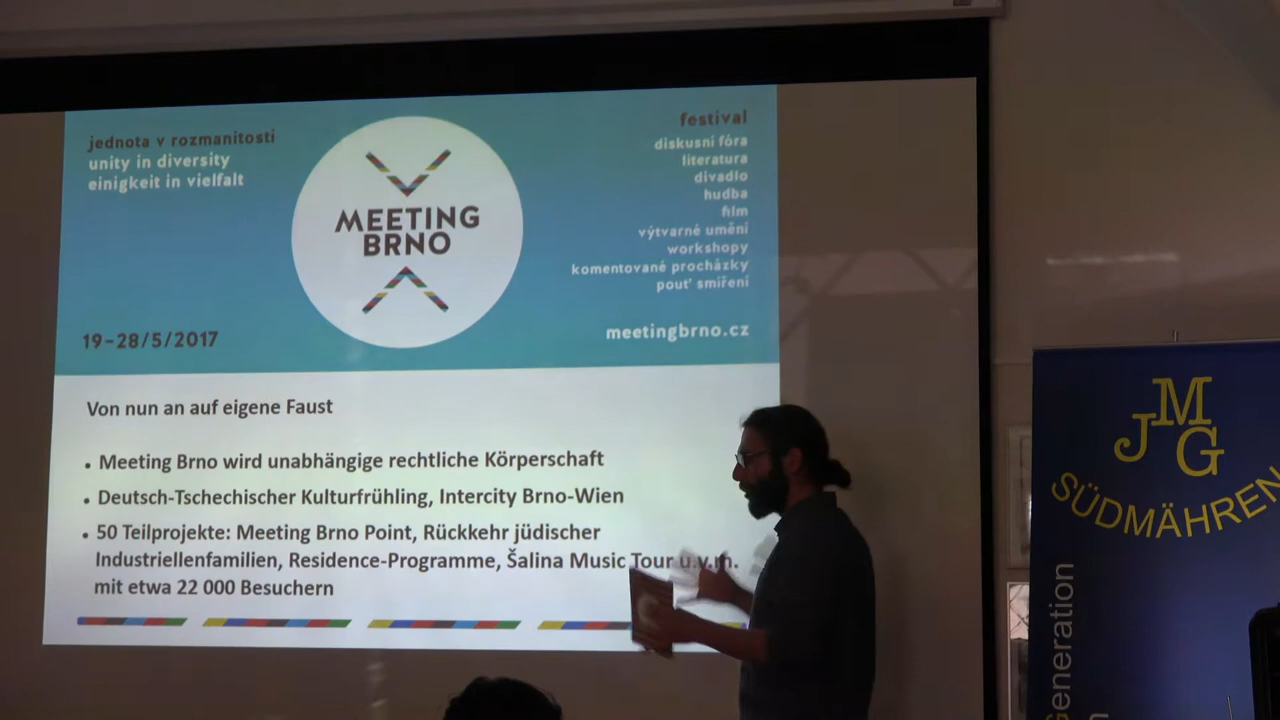 jednota v rozmanitosti
unity in diversity
einigkeit in vielfalt
MEETING
BRNO
festival
diskusní fóra
literatura
divadlo
hudba
film
výtvarné umění
workshopy
komentované procházky
pouť smíření
19-28/5/2017
meetingbrno.cz
Von nun an auf eigene Faust
• Meeting Brno wird unabhängige rechtliche Körperschaft
• Deutsch-Tschechischer Kulturfrühling, Intercity Brno-Wien
• 50 Teilprojekte: Meeting Brno Point, Rückkehr jüdischer
Industriellenfamilien, Residence-Programme, Šalina Music Tour u.v.m.
mit etwa 22 000 Besuchern
JMG
SÜDMÄHREN
Generation